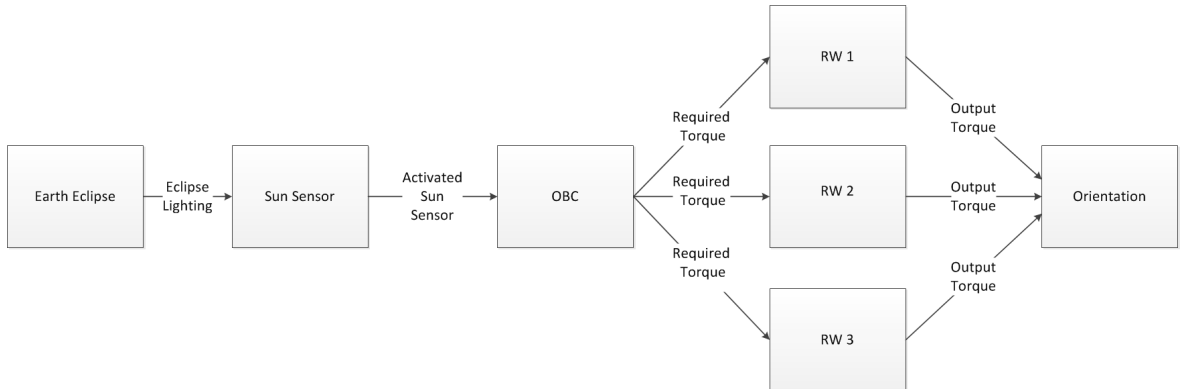 Earth Eclipse
Eclipse
Lighting
Sun Sensor
Activated
Sun
Sensor
OBC
Required
Torque
Required
Torque
Required
Torque
RW 1
RW 2
RW 3
Output
Torque
Output
Torque
Output
Torque
Orientation